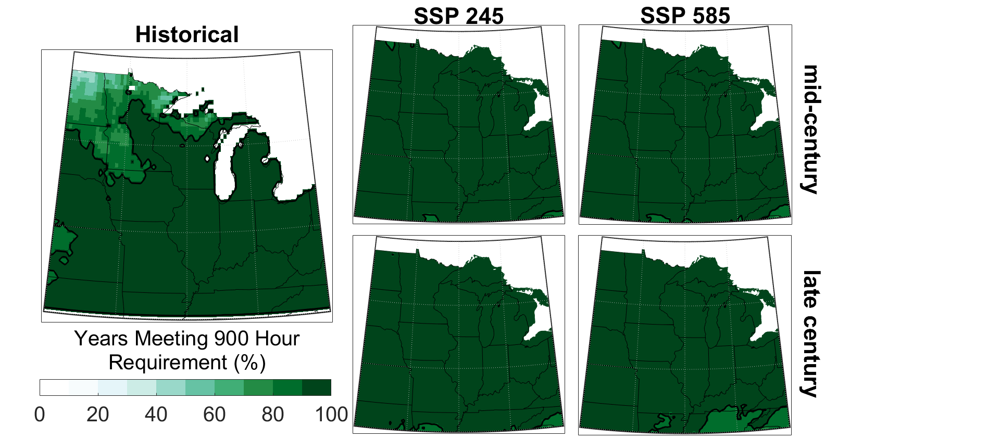 Historical
SSP 245
SSP 585
mid-century
late century
Years Meeting 900 Hour
Requirement (%)
0 20 40 60 80 100